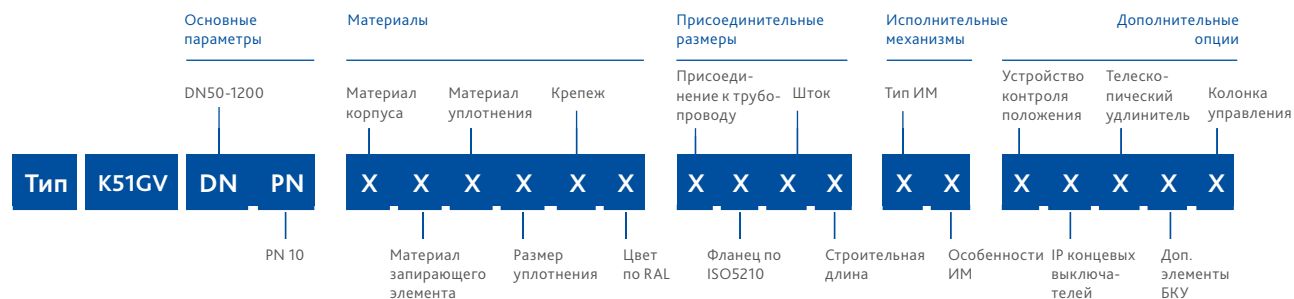 Основные
параметры
Материалы
Присоединительные
размеры
Исполнительные
механизмы
Дополнительные
опции
DN50-1200
Материал
корпуса
Материал
уплотнения
Крепеж
Присоеди-
нение к трубо-
проводу
Шток
Тип ИМ
Устройство
контроля
положения
Телеско-
пический
удлинитель
Колонка
управления
Тип K51GV DN PN X X X X X X X X X X X X X X X X X
PN 10
Материал
запирающего
элемента
Размер
уплотнения
Цвет
по RAL
Фланец по
ISO5210
Строительная
длина
Особенности
ИМ
IP концевых
выключа-
телей
Доп.
элементы
БКУ